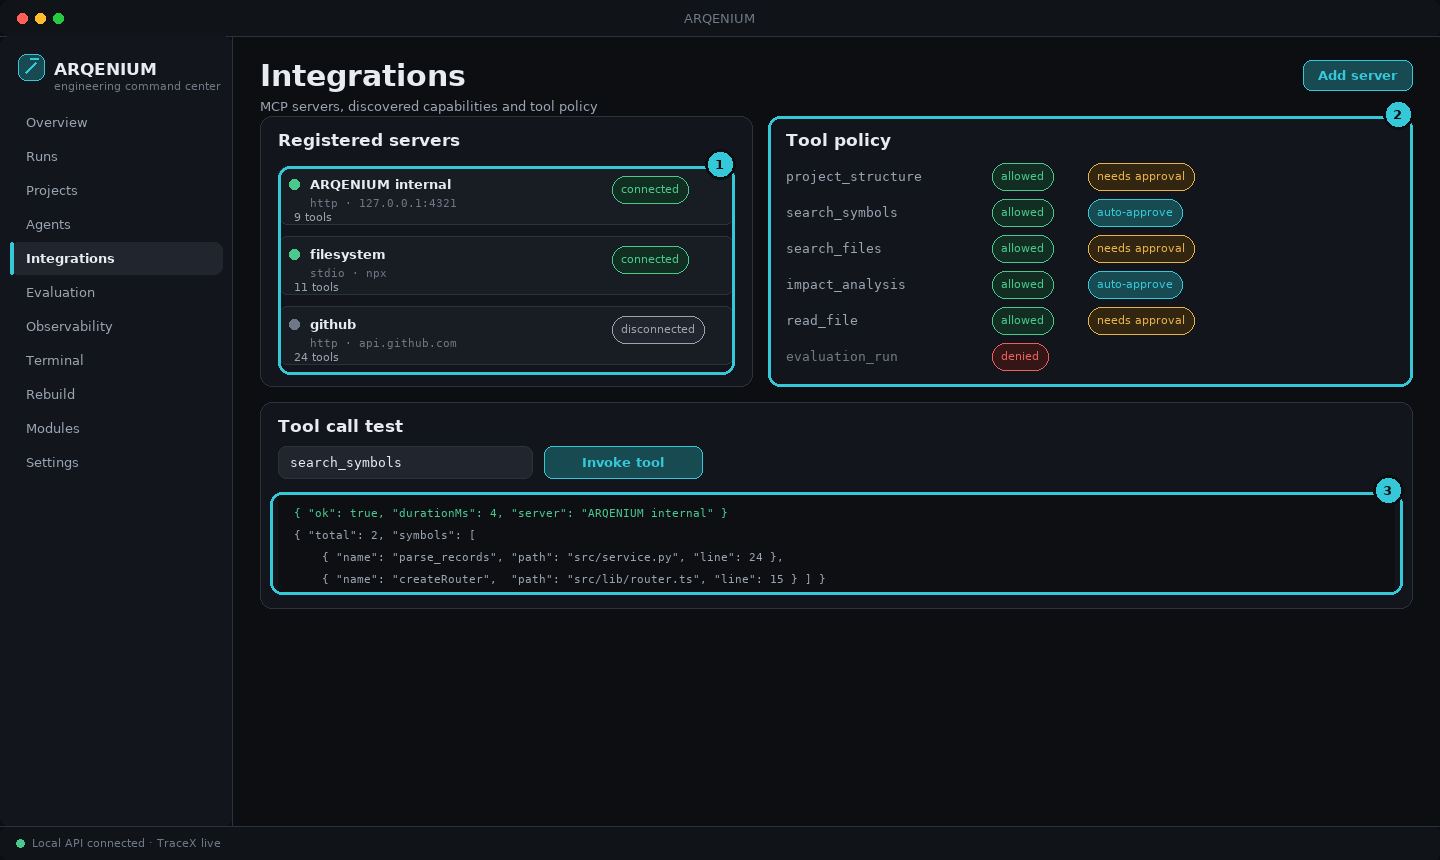 ARQENIUM
ARQENIUM
engineering command center
Overview
Runs
Projects
Agents
Integrations
Evaluation
Observability
Terminal
Rebuild
Modules
Settings
Integrations
MCP servers, discovered capabilities and tool policy
Add server
Registered servers
1
ARQENIUM internal
http · 127.0.0.1:4321
9 tools
connected
filesystem
stdio · npx
11 tools
connected
github
http · api.github.com
24 tools
disconnected
2
Tool policy
project_structure allowed needs approval
search_symbols allowed auto-approve
search_files allowed needs approval
impact_analysis allowed auto-approve
read_file allowed needs approval
evaluation_run denied
Tool call test
search_symbols Invoke tool
3
{ "ok": true, "durationMs": 4, "server": "ARQENIUM internal" }
{ "total": 2, "symbols": [
{ "name": "parse_records", "path": "src/service.py", "line": 24 },
{ "name": "createRouter",  "path": "src/lib/router.ts", "line": 15 } ] }
Local API connected · TraceX live